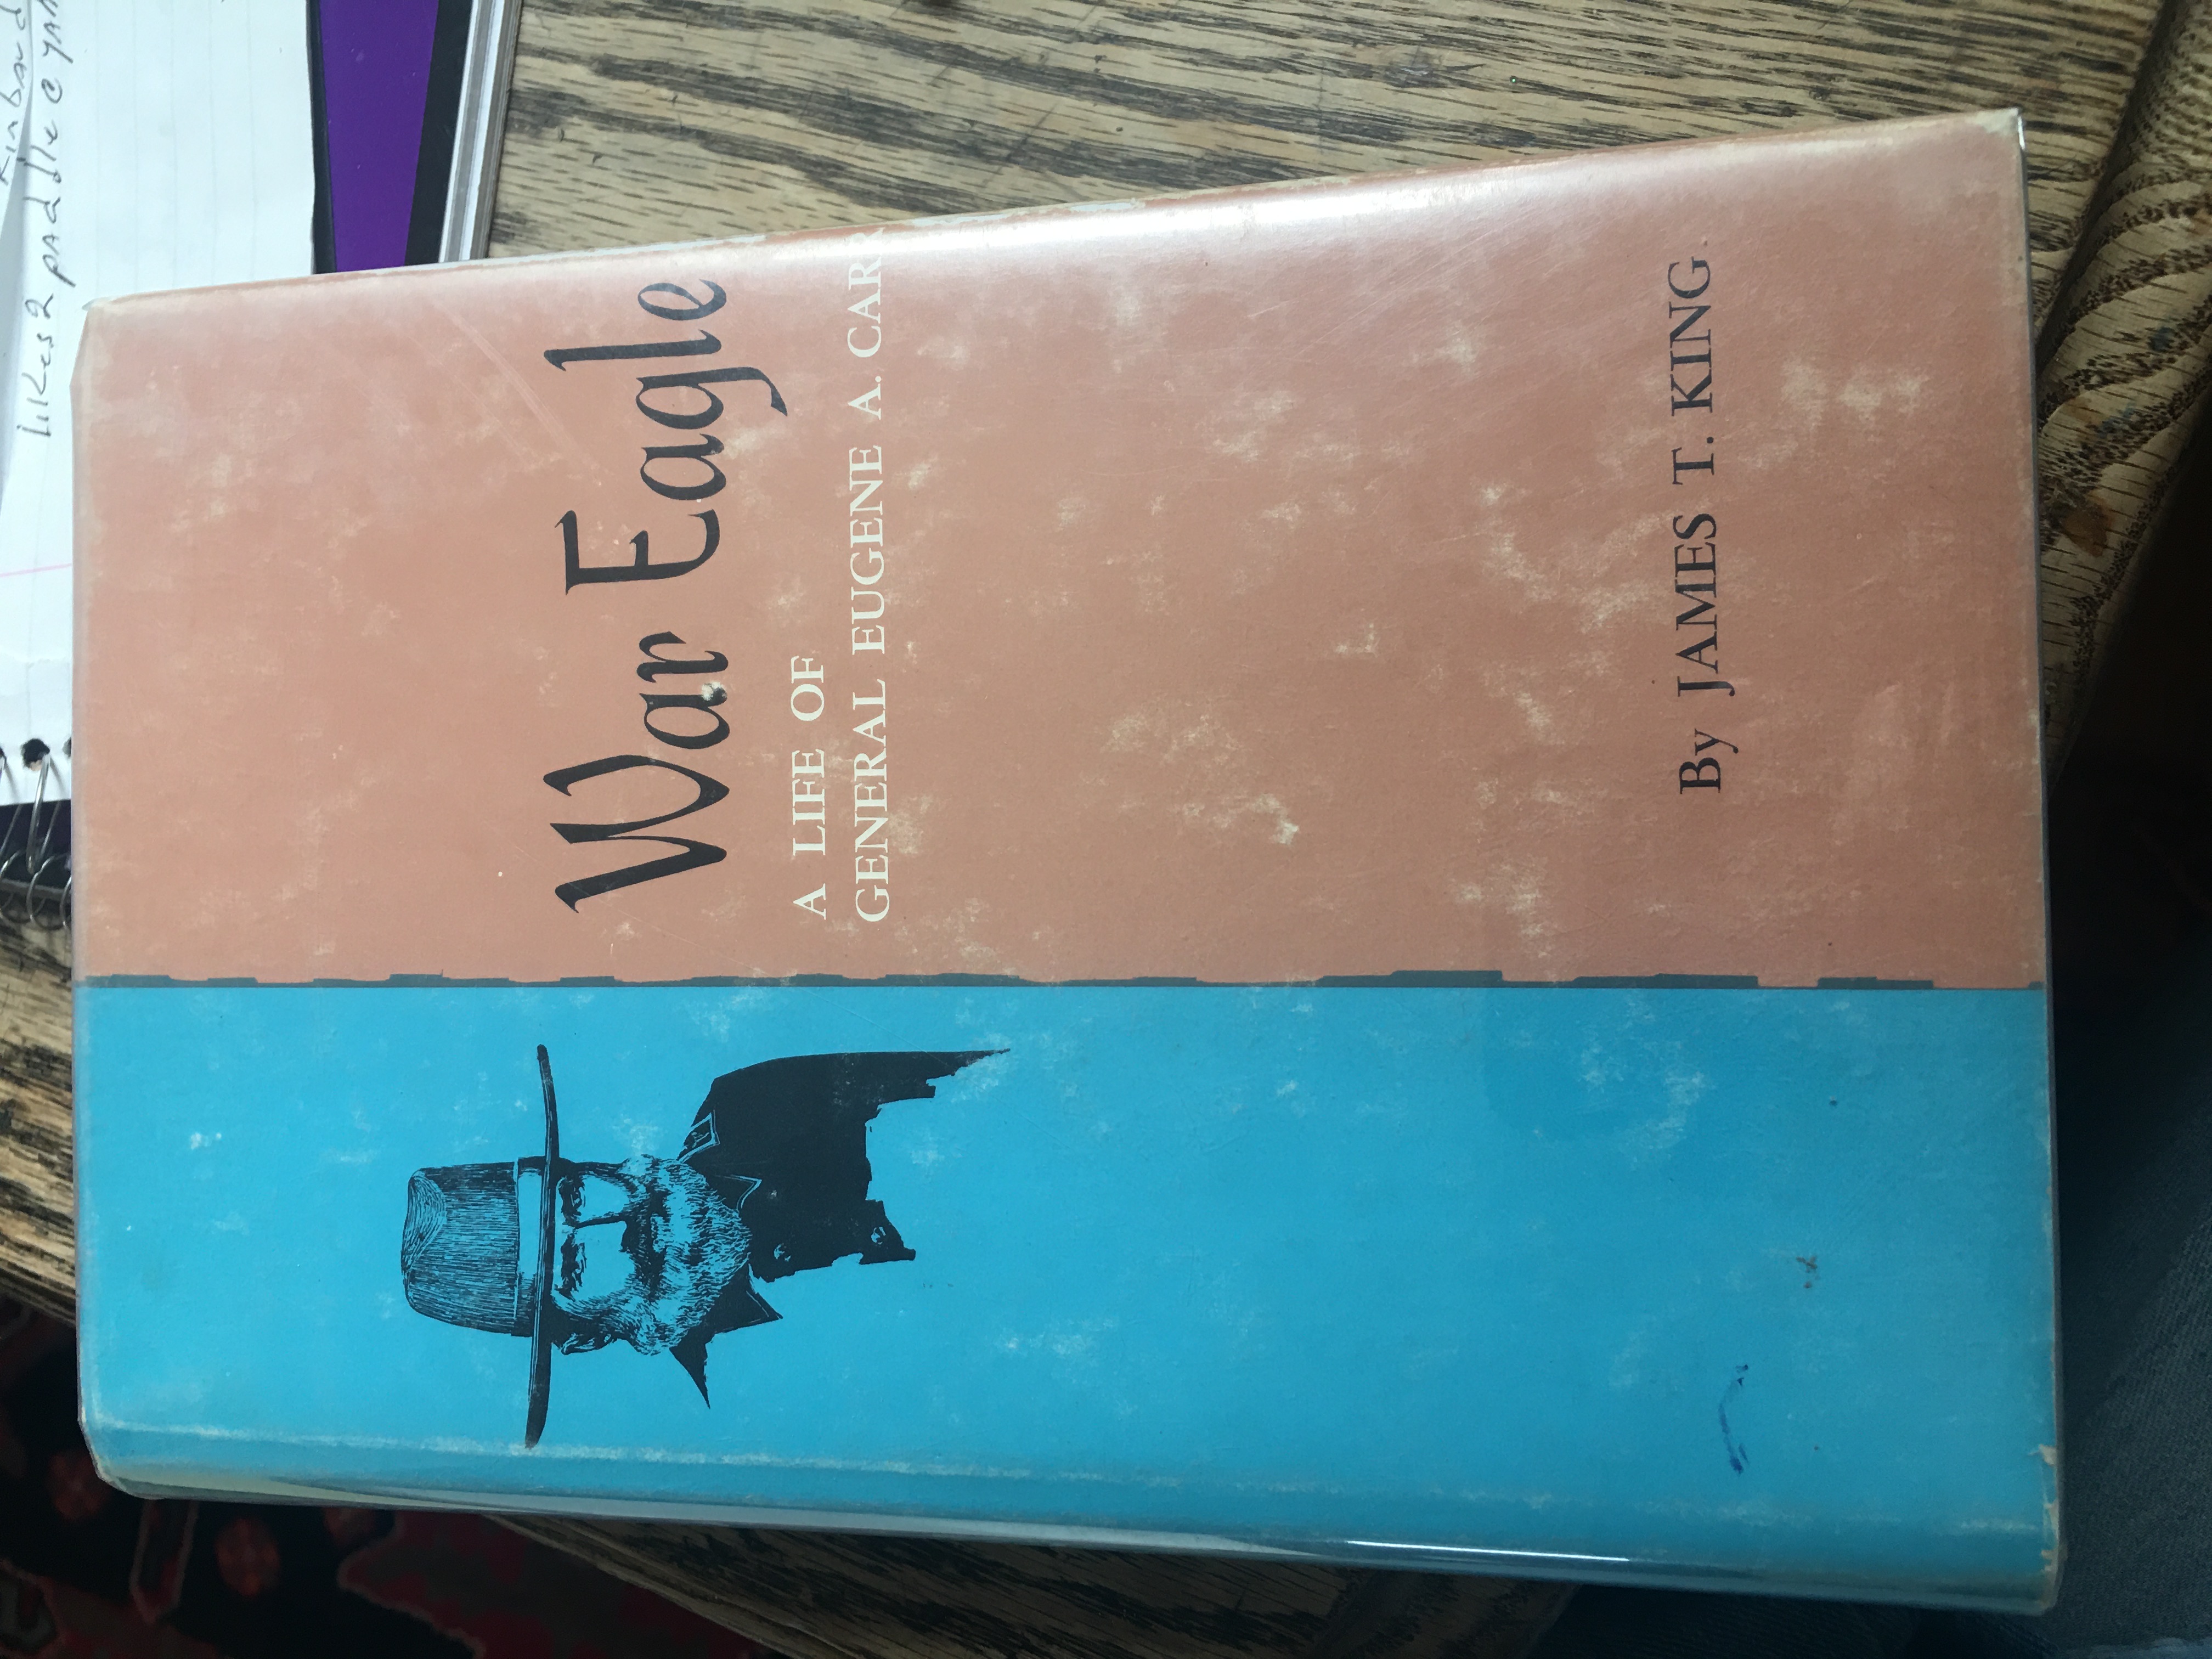 War Eagle
A LIFE OF
GENERAL EUGENE A. CARR
By JAMES T. KING
likes 2 paddle @